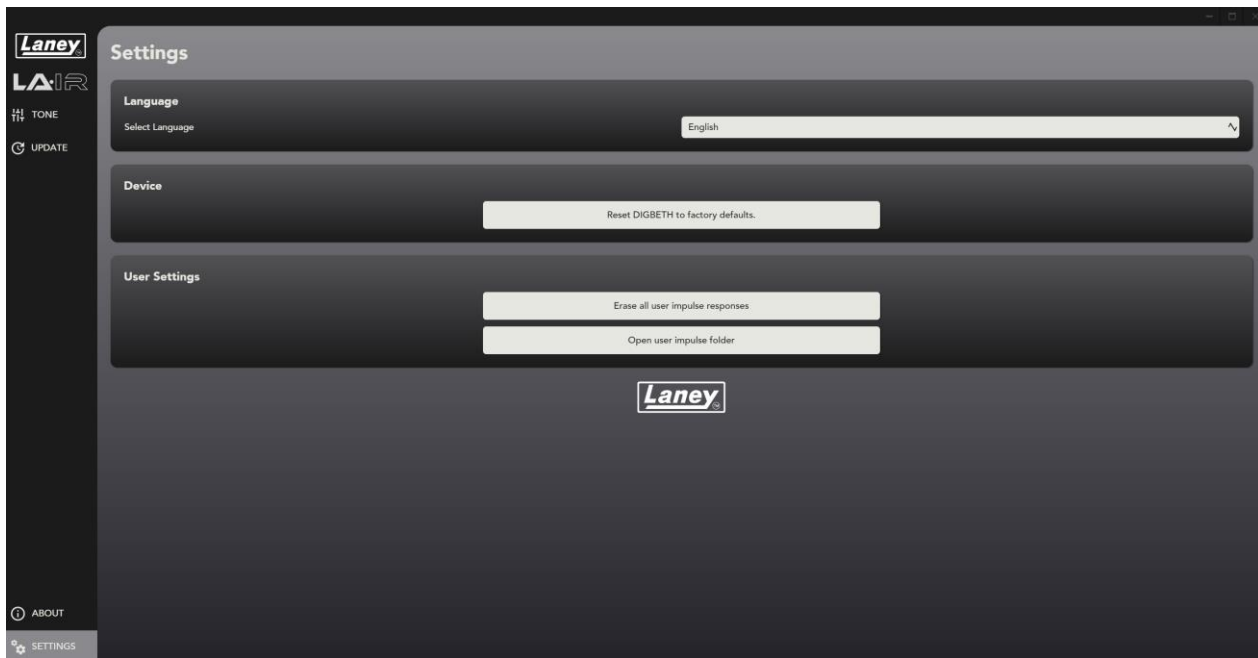 Laney
LA·IR
TONE
UPDATE
ABOUT
SETTINGS
Settings
Language
Select Language
English
Device
Reset DIGBETH to factory defaults.
User Settings
Erase all user impulse responses
Open user impulse folder
Laney